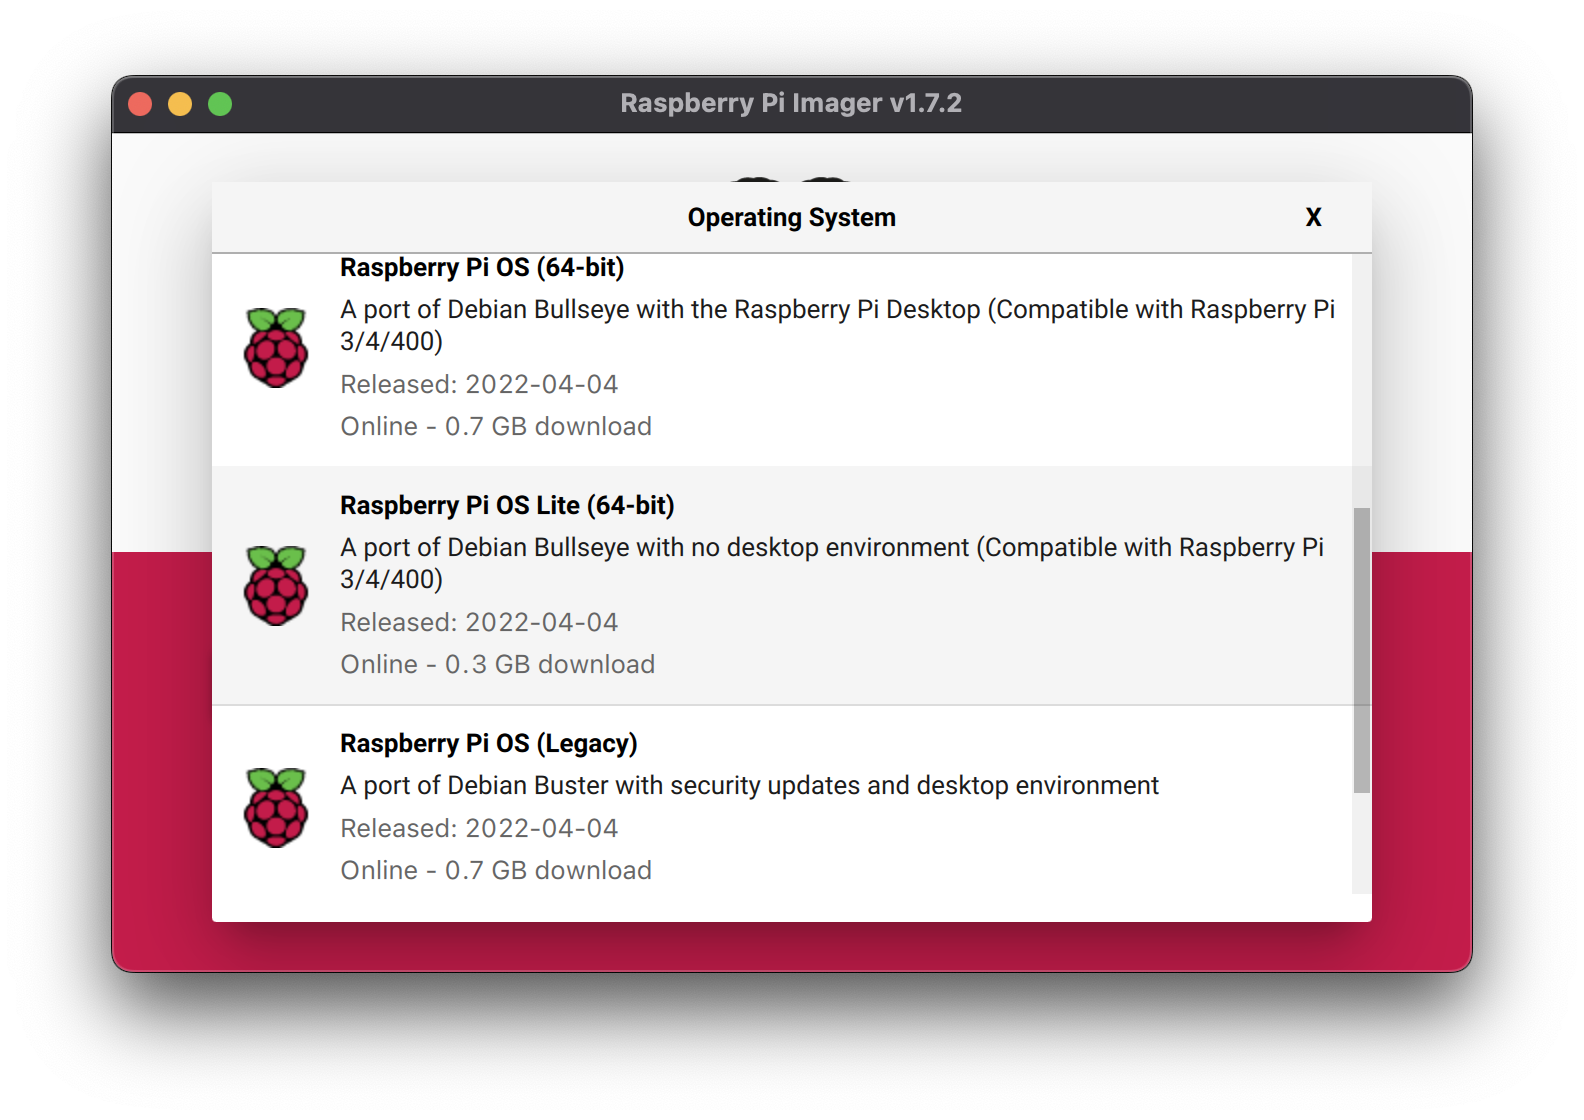 Raspberry Pi Imager v1.7.2
Operating System
X
Raspberry Pi OS (64-bit)
A port of Debian Bullseye with the Raspberry Pi Desktop (Compatible with Raspberry Pi
3/4/400)
Released: 2022-04-04
Online - 0.7 GB download
Raspberry Pi OS Lite (64-bit)
A port of Debian Bullseye with no desktop environment (Compatible with Raspberry Pi
3/4/400)
Released: 2022-04-04
Online - 0.3 GB download
Raspberry Pi OS (Legacy)
A port of Debian Buster with security updates and desktop environment
Released: 2022-04-04
Online - 0.7 GB download